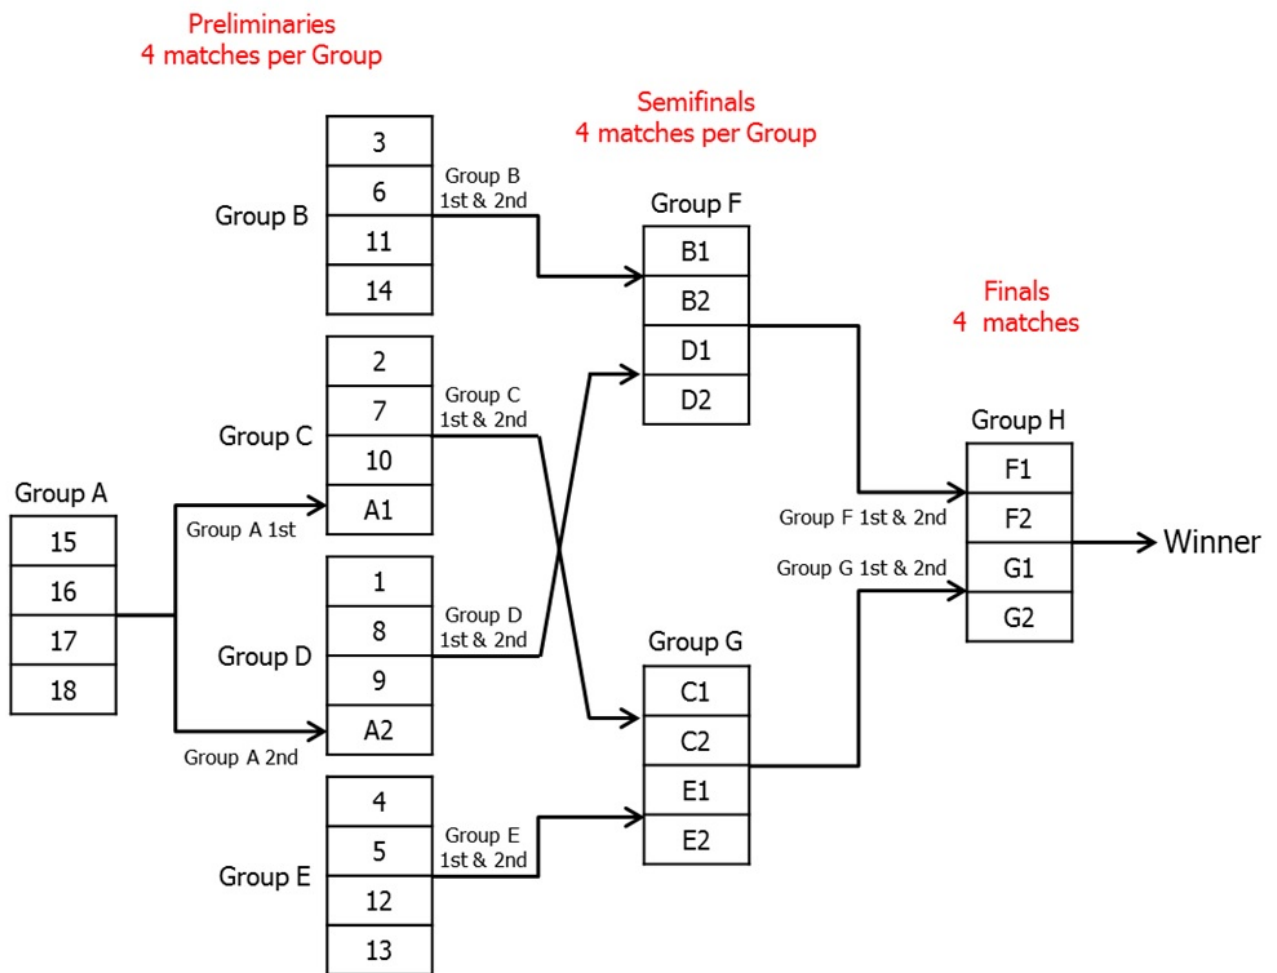 Preliminaries
4 matches per Group
Semifinals
4 matches per Group
Finals
4 matches
Group A
15
16
17
18
Group A 1st
Group A 2nd
Group B
3
6
11
14
Group B
1st & 2nd
Group C
2
7
10
A1
Group C
1st & 2nd
Group D
1
8
9
A2
Group D
1st & 2nd
Group E
4
5
12
13
Group E
1st & 2nd
Group F
B1
B2
D1
D2
Group G
C1
C2
E1
E2
Group F 1st & 2nd
Group G 1st & 2nd
Group H
F1
F2
G1
G2
Winner